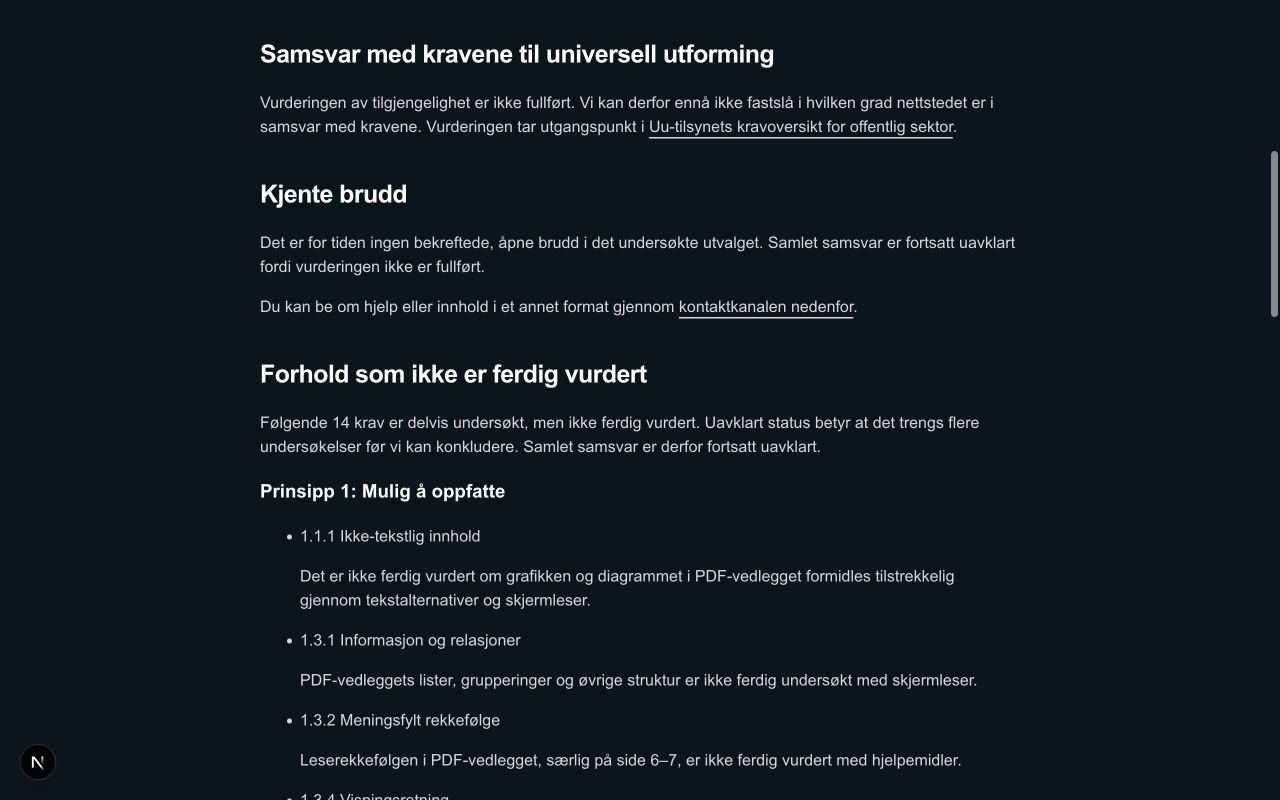 Samsvar med kravene til universell utforming
Vurderingen av tilgjengelighet er ikke fullført. Vi kan derfor ennå ikke fastslå i hvilken grad nettstedet er i
samsvar med kravene. Vurderingen tar utgangspunkt i Uu-tilsynets kravoversikt for offentlig sektor.
Kjente brudd
Det er for tiden ingen bekreftede, åpne brudd i det undersøkte utvalget. Samlet samsvar er fortsatt uavklart
fordi vurderingen ikke er fullført.
Du kan be om hjelp eller innhold i et annet format gjennom kontaktkanalen nedenfor.
Forhold som ikke er ferdig vurdert
Følgende 14 krav er delvis undersøkt, men ikke ferdig vurdert. Uavklart status betyr at det trengs flere
undersøkelser før vi kan konkludere. Samlet samsvar er derfor fortsatt uavklart.
Prinsipp 1: Mulig å oppfatte
• 1.1.1 Ikke-tekstlig innhold
Det er ikke ferdig vurdert om grafikken og diagrammet i PDF-vedlegget formidles tilstrekkelig
gjennom tekstalternativer og skjermleser.
• 1.3.1 Informasjon og relasjoner
PDF-vedleggets lister, grupperinger og øvrige struktur er ikke ferdig undersøkt med skjermleser.
• 1.3.2 Meningsfylt rekkefølge
Leserekkefølgen i PDF-vedlegget, særlig på side 6–7, er ikke ferdig vurdert med hjelpemidler.
• 1.3.4 Visningsretning
N